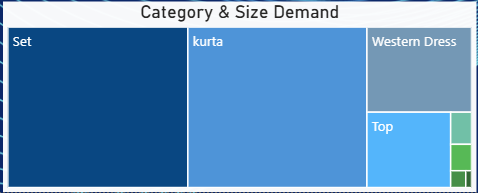 Category & Size Demand
Set
kurta
Western Dress
Top